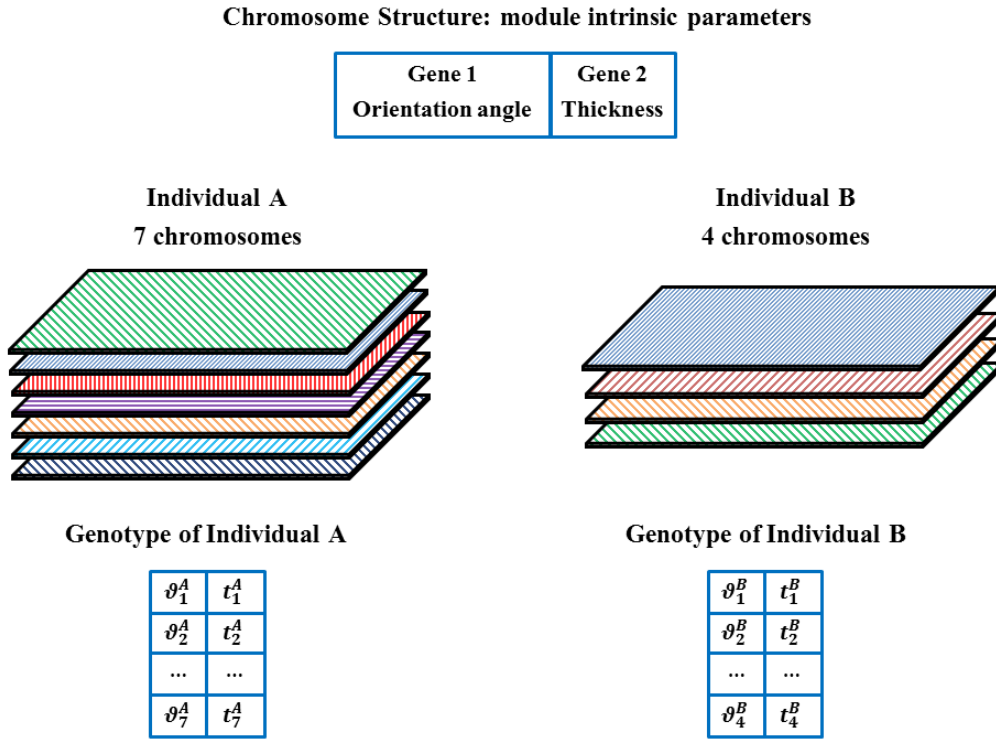 Chromosome Structure: module intrinsic parameters
Gene 1 Gene 2
Orientation angle Thickness
Individual A
7 chromosomes
Individual B
4 chromosomes
Genotype of Individual A
ϑ₁ᴬ t₁ᴬ
ϑ₂ᴬ t₂ᴬ
... ...
ϑ₇ᴬ t₇ᴬ
Genotype of Individual B
ϑ₁ᴮ t₁ᴮ
ϑ₂ᴮ t₂ᴮ
... ...
ϑ₄ᴮ t₄ᴮ